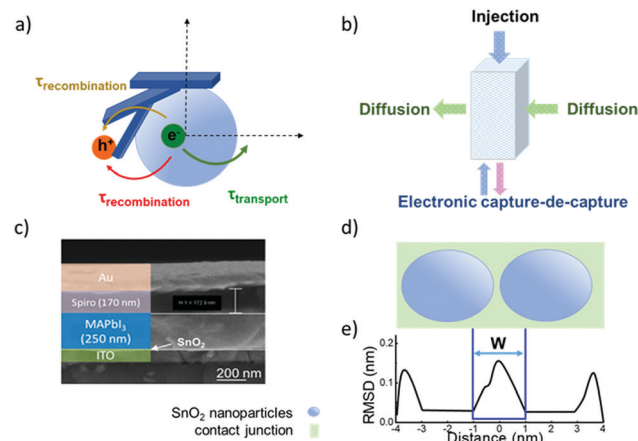 a)
τrecombination
h+
e-
τrecombination
τtransport
b)
Injection
Diffusion
Diffusion
Electronic capture-de-capture
c)
Au
Spiro (170 nm)
MAPbI3
(250 nm)
SnO2
ITO
200 nm
SnO2 nanoparticles
contact junction
d)
e)
W
RMSD (nm)
0.2
0.1
0.0
-4 -3 -2 -1 0 1 2 3 4
Distance (nm)